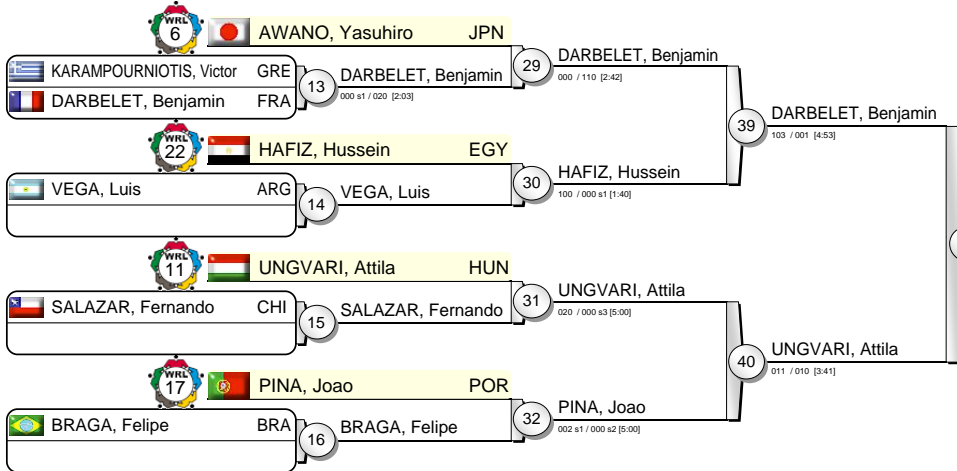 WRL
6
AWANO, Yasuhiro JPN
KARAMPOURNIOTIS, Victor GRE
DARBELET, Benjamin FRA
13
DARBELET, Benjamin
000 s1 / 020 [2:03]
29
DARBELET, Benjamin
000 / 110 [2:42]
WRL
22
HAFIZ, Hussein EGY
VEGA, Luis ARG
14
VEGA, Luis
30
HAFIZ, Hussein
100 / 000 s1 [1:40]
39
DARBELET, Benjamin
103 / 001 [4:53]
WRL
11
UNGVARI, Attila HUN
SALAZAR, Fernando CHI
15
SALAZAR, Fernando
31
UNGVARI, Attila
020 / 000 s3 [5:00]
WRL
17
PINA, Joao POR
BRAGA, Felipe BRA
16
BRAGA, Felipe
32
PINA, Joao
002 s1 / 000 s2 [5:00]
40
UNGVARI, Attila
011 / 010 [3:41]